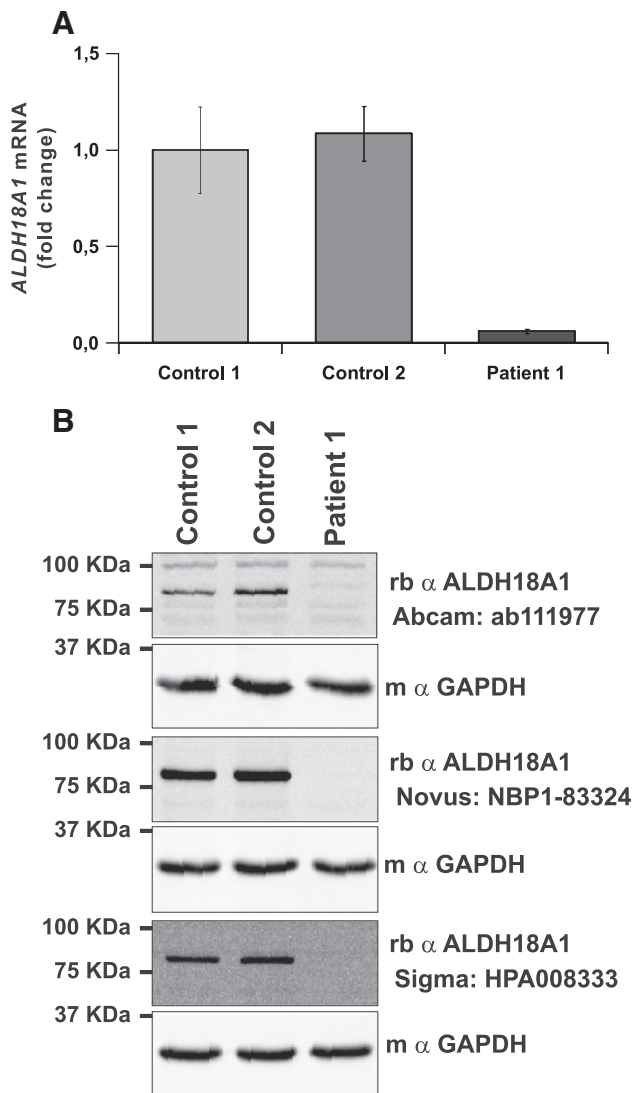 A
1,5
1,0
0,5
0,0
ALDH18A1 mRNA
(fold change)
Control 1
Control 2
Patient 1
B
Control 1
Control 2
Patient 1
100 KDa
75 KDa
rb α ALDH18A1
Abcam: ab111977
37 KDa
m α GAPDH
100 KDa
75 KDa
rb α ALDH18A1
Novus: NBP1-83324
37 KDa
m α GAPDH
100 KDa
75 KDa
rb α ALDH18A1
Sigma: HPA008333
37 KDa
m α GAPDH